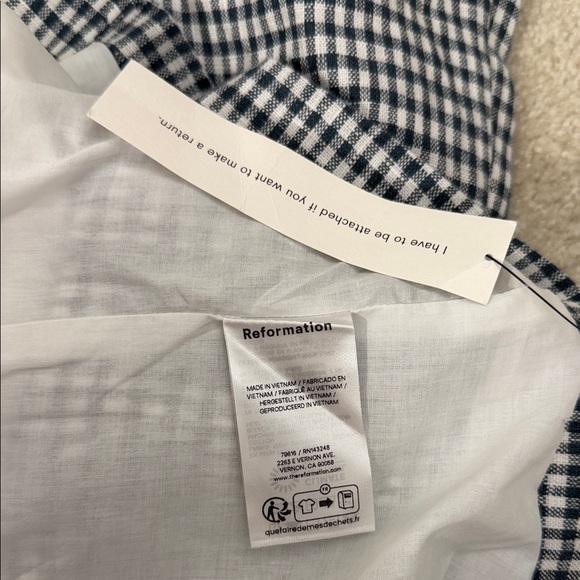 I have to be attached if you want to make a return.
Reformation
MADE IN VIETNAM / FABRICADO EN
VIETNAM / FABRIQUÉ AU VIETNAM /
HERGESTELLT IN VIETNAM /
GEPRODUCEERD IN VIETNAM
79616 / RN143248
2263 E VERNON AVE.
VERNON, CA 90058
www.thereformation.com
FR
quefairedemesdechets.fr